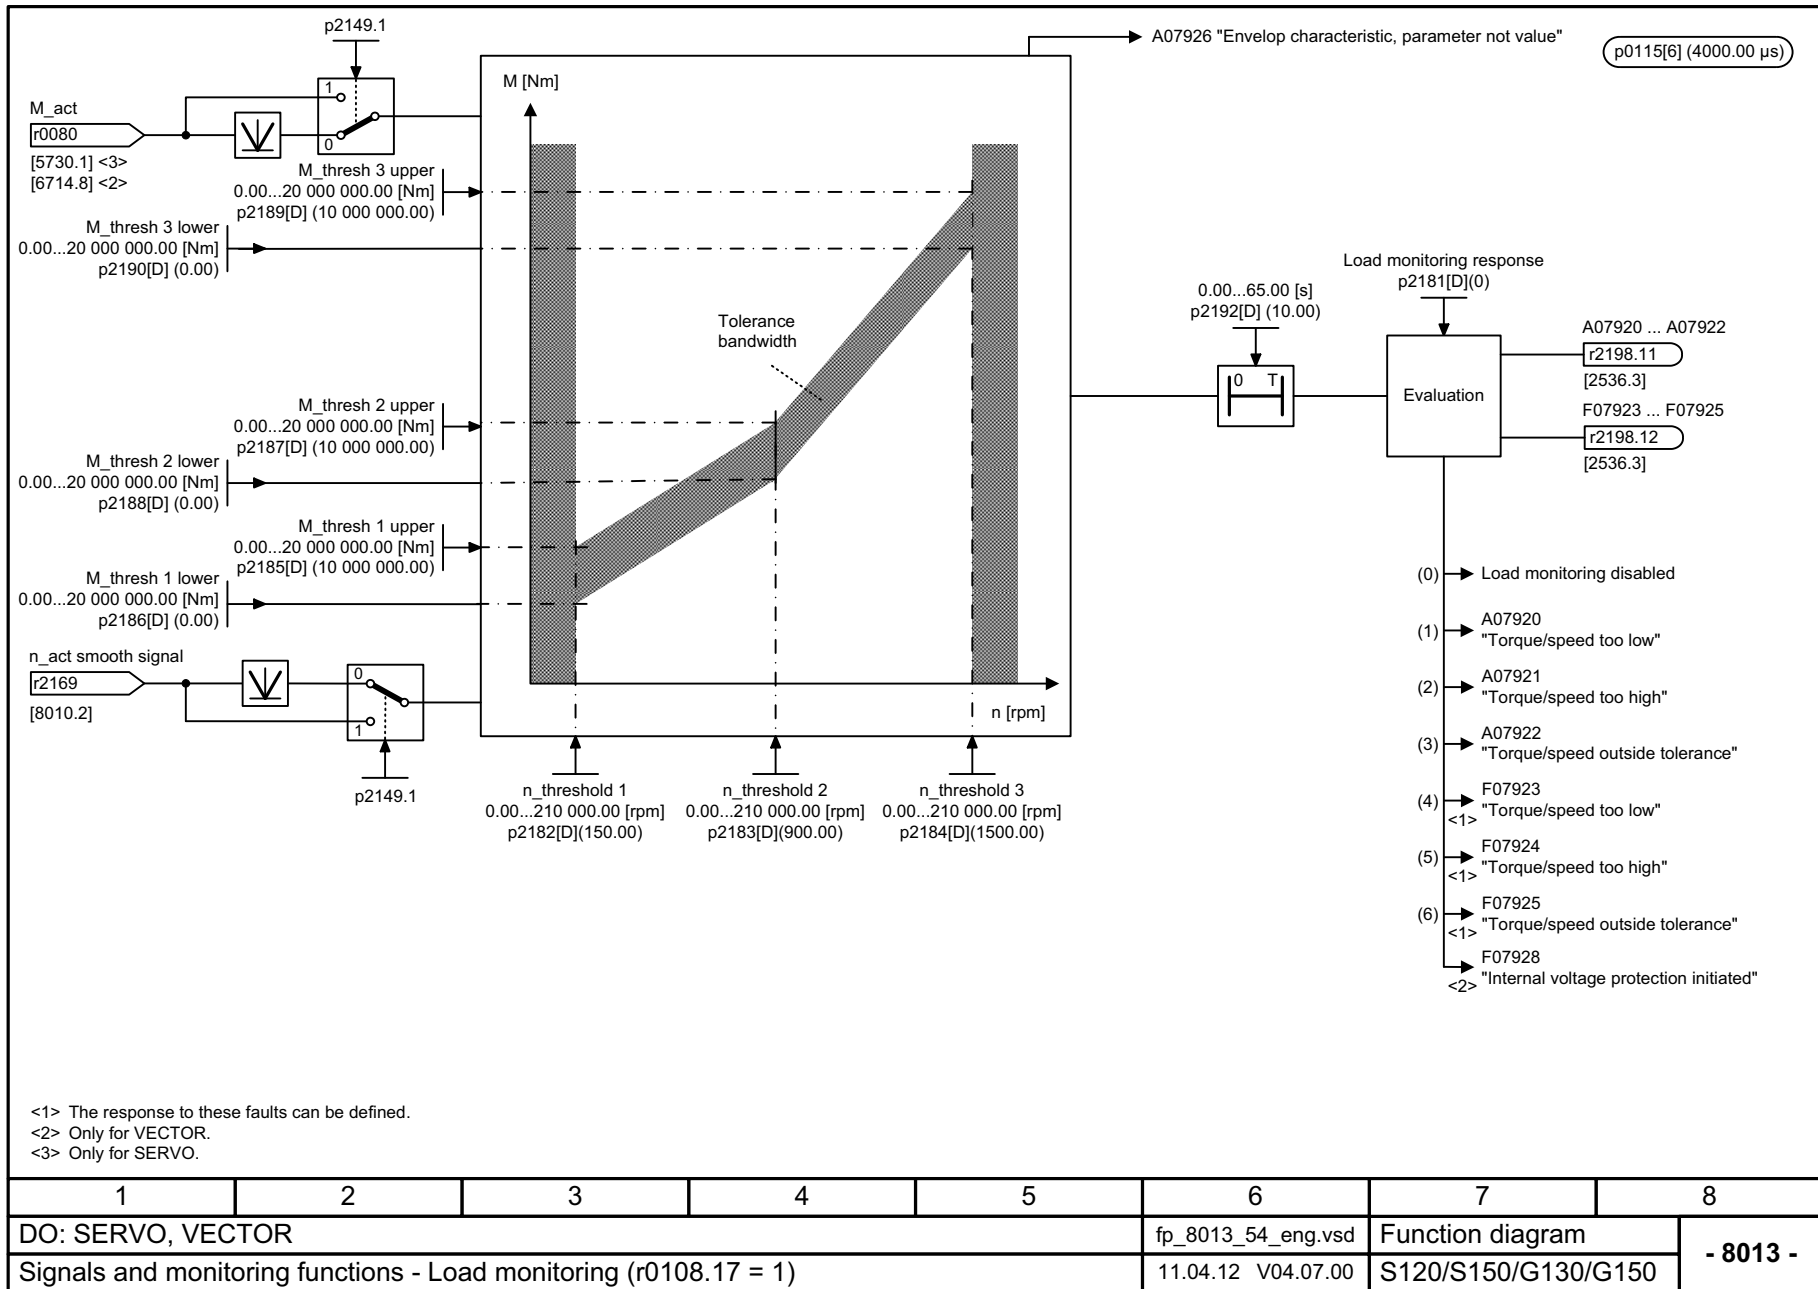 p2149.1
A07926 "Envelop characteristic, parameter not value"
p0115[6] (4000.00 µs)
M [Nm]
1
0
M_act
r0080
[5730.1] <3>
[6714.8] <2>
M_thresh 3 upper
0.00...20 000 000.00 [Nm]
p2189[D] (10 000 000.00)
M_thresh 3 lower
0.00...20 000 000.00 [Nm]
p2190[D] (0.00)
Tolerance
bandwidth
M_thresh 2 upper
0.00...20 000 000.00 [Nm]
p2187[D] (10 000 000.00)
M_thresh 2 lower
0.00...20 000 000.00 [Nm]
p2188[D] (0.00)
M_thresh 1 upper
0.00...20 000 000.00 [Nm]
p2185[D] (10 000 000.00)
M_thresh 1 lower
0.00...20 000 000.00 [Nm]
p2186[D] (0.00)
n_act smooth signal
r2169
[8010.2]
0
1
p2149.1
n [rpm]
n_threshold 1
0.00...210 000.00 [rpm]
p2182[D](150.00)
n_threshold 2
0.00...210 000.00 [rpm]
p2183[D](900.00)
n_threshold 3
0.00...210 000.00 [rpm]
p2184[D](1500.00)
0.00...65.00 [s]
p2192[D] (10.00)
0 T
Load monitoring response
p2181[D](0)
Evaluation
A07920 ... A07922
r2198.11
[2536.3]
F07923 ... F07925
r2198.12
[2536.3]
(0) Load monitoring disabled
(1) A07920
"Torque/speed too low"
(2) A07921
"Torque/speed too high"
(3) A07922
"Torque/speed outside tolerance"
(4) F07923
<1> "Torque/speed too low"
(5) F07924
<1> "Torque/speed too high"
(6) F07925
<1> "Torque/speed outside tolerance"
F07928
<2> "Internal voltage protection initiated"
<1> The response to these faults can be defined.
<2> Only for VECTOR.
<3> Only for SERVO.
1 2 3 4 5 6 7 8
DO: SERVO, VECTOR
fp_8013_54_eng.vsd
Function diagram
- 8013 -
Signals and monitoring functions - Load monitoring (r0108.17 = 1)
11.04.12 V04.07.00
S120/S150/G130/G150